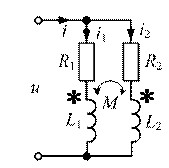 i i₁ i₂
R₁ R₂
u * M *
L₁ L₂